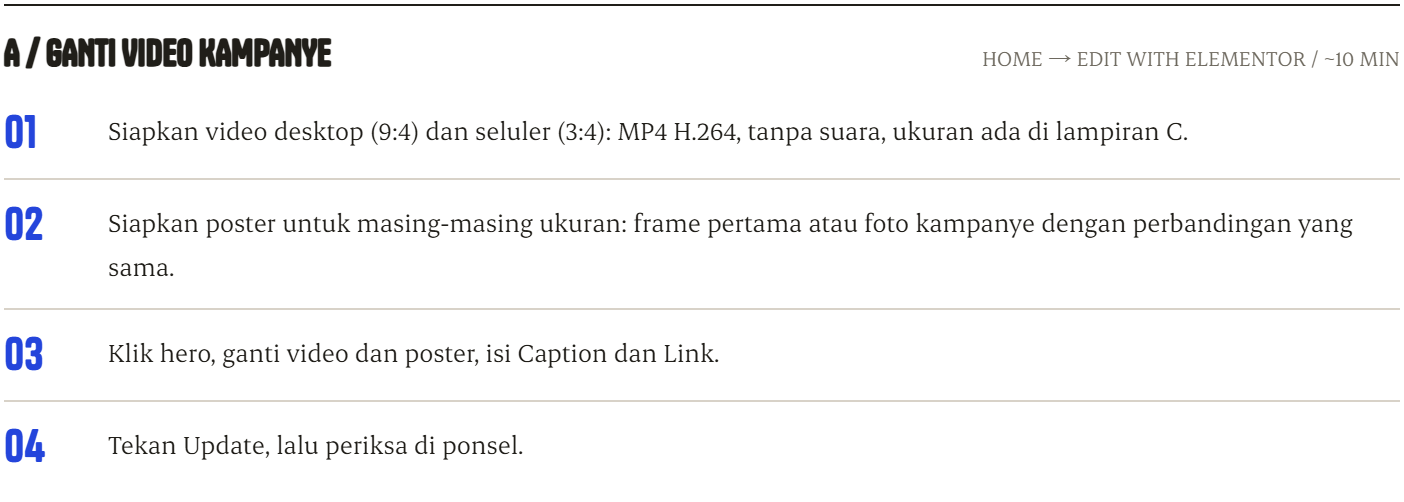 A / GANTI VIDEO KAMPANYE
HOME → EDIT WITH ELEMENTOR / ~10 MIN
01 Siapkan video desktop (9:4) dan seluler (3:4): MP4 H.264, tanpa suara, ukuran ada di lampiran C.
02 Siapkan poster untuk masing-masing ukuran: frame pertama atau foto kampanye dengan perbandingan yang
sama.
03 Klik hero, ganti video dan poster, isi Caption dan Link.
04 Tekan Update, lalu periksa di ponsel.